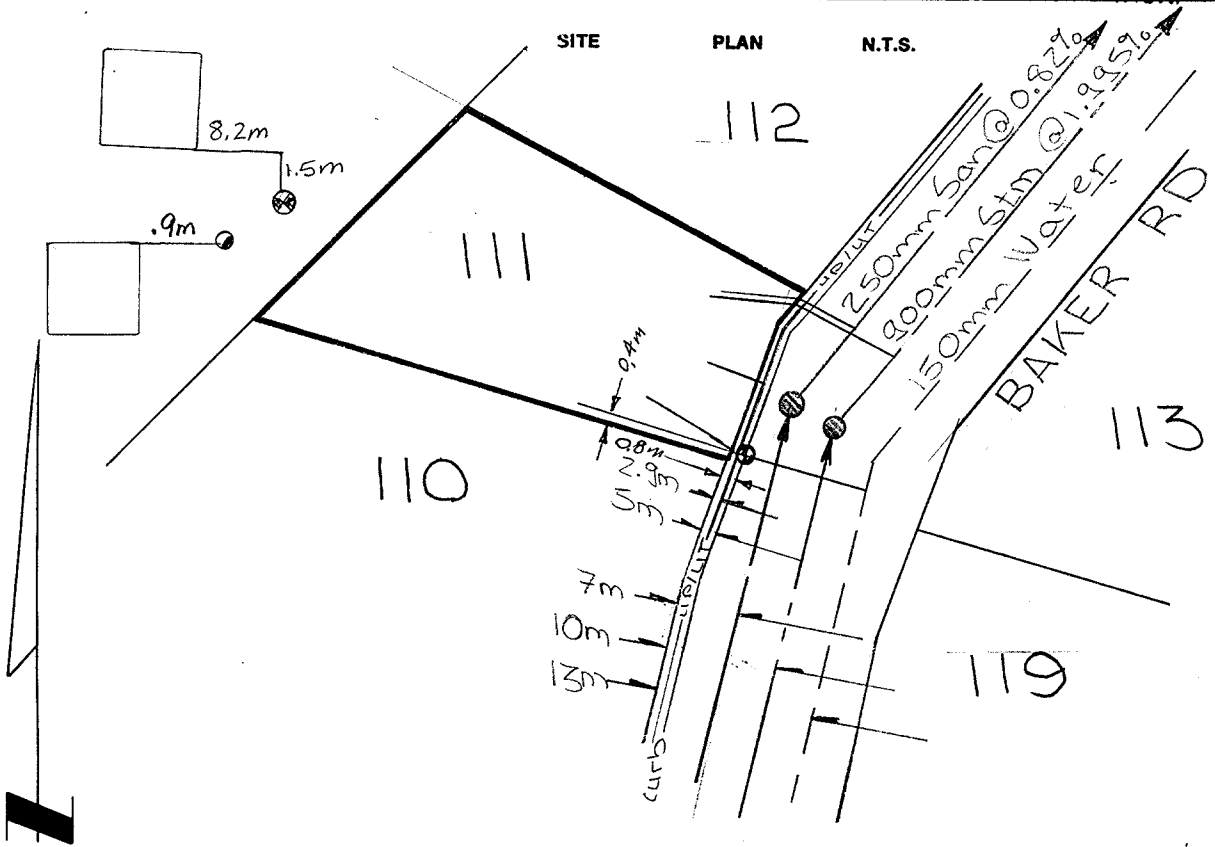 SITE PLAN N.T.S.
112
8.2m
1.5m
.9m
111
250mm San @ 0.82%
900mm Stm @ 1.995%
150mm Water
BAKER RD
113
110
0.4m
0.8m
2.9m
5m
7m
10m
13m
curb
119